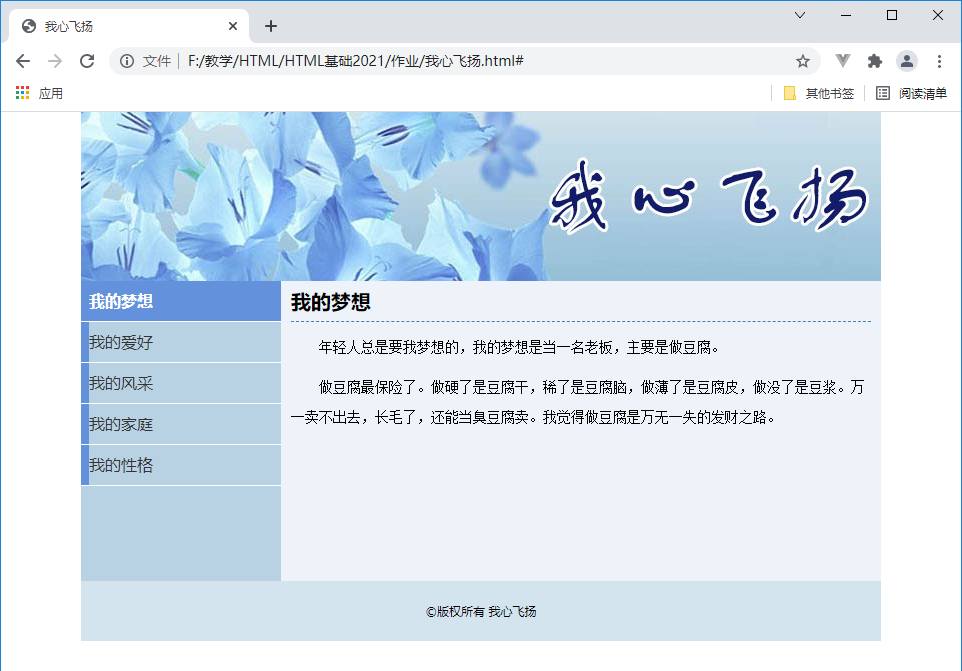 我心飞扬
文件 F:/教学/HTML/HTML基础2021/作业/我心飞扬.html#
应用
其他书签
阅读清单
我心飞扬
我的梦想
我的爱好
我的风采
我的家庭
我的性格
我的梦想
年轻人总是要我梦想的，我的梦想是当一名老板，主要是做豆腐。
做豆腐最保险了。做硬了是豆腐干，稀了是豆腐脑，做薄了是豆腐皮，做没了是豆浆。万
一卖不出去，长毛了，还能当臭豆腐卖。我觉得做豆腐是万无一失的发财之路。
©版权所有 我心飞扬